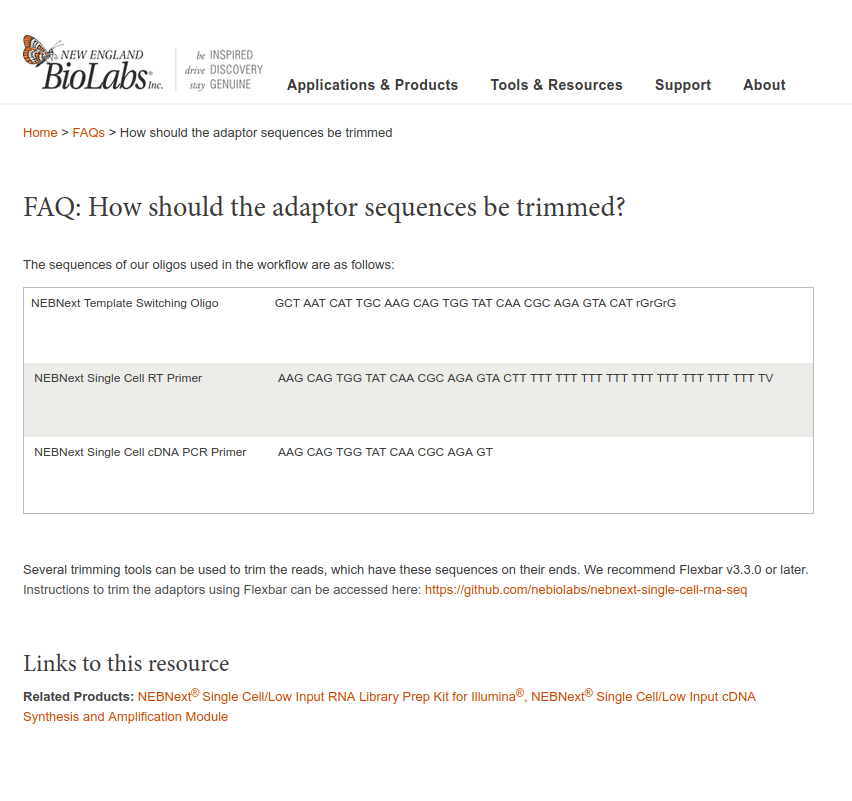 NEW ENGLAND
BioLabs® Inc.
be INSPIRED
drive DISCOVERY
stay GENUINE
Applications & Products Tools & Resources Support About
Home > FAQs > How should the adaptor sequences be trimmed
FAQ: How should the adaptor sequences be trimmed?
The sequences of our oligos used in the workflow are as follows:
NEBNext Template Switching Oligo GCT AAT CAT TGC AAG CAG TGG TAT CAA CGC AGA GTA CAT rGrGrG
NEBNext Single Cell RT Primer AAG CAG TGG TAT CAA CGC AGA GTA CTT TTT TTT TTT TTT TTT TTT TTT TTT TTT TV
NEBNext Single Cell cDNA PCR Primer AAG CAG TGG TAT CAA CGC AGA GT
Several trimming tools can be used to trim the reads, which have these sequences on their ends. We recommend Flexbar v3.3.0 or later.
Instructions to trim the adaptors using Flexbar can be accessed here: https://github.com/nebiolabs/nebnext-single-cell-rna-seq
Links to this resource
Related Products: NEBNext® Single Cell/Low Input RNA Library Prep Kit for Illumina®, NEBNext® Single Cell/Low Input cDNA
Synthesis and Amplification Module